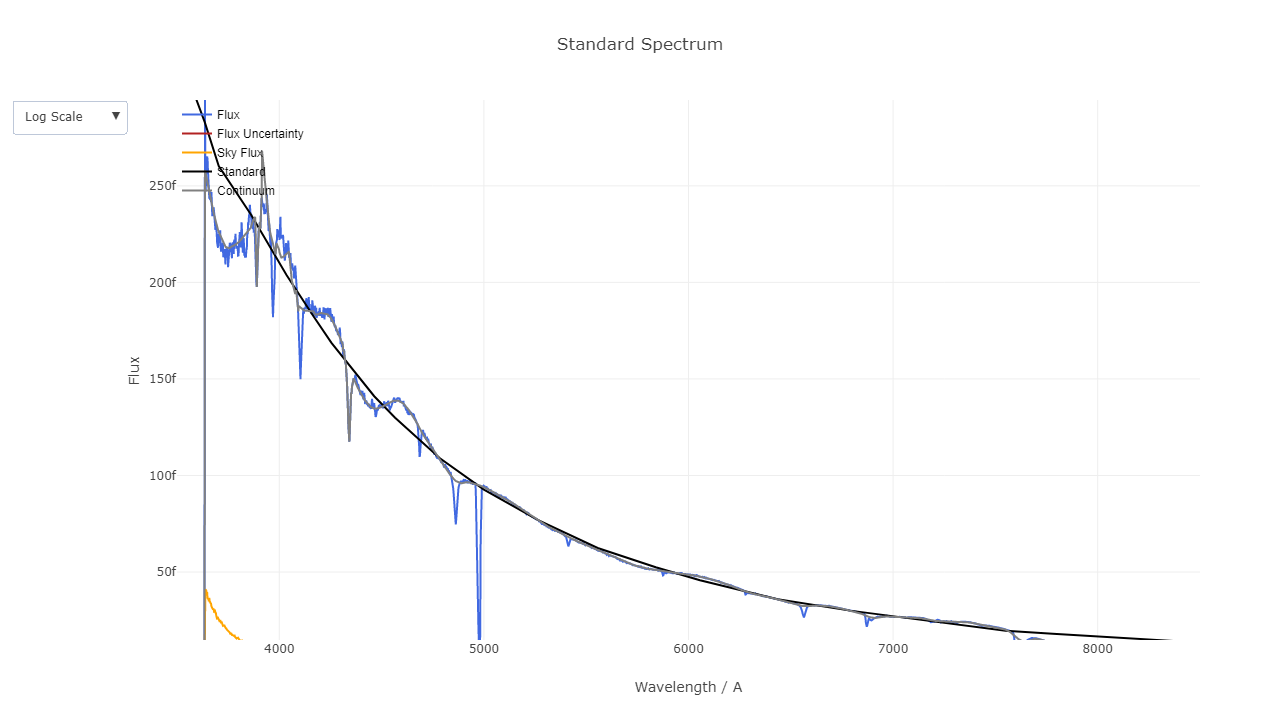 Standard Spectrum
Log Scale
Flux
Flux Uncertainty
Sky Flux
Standard
Continuum
250f
200f
150f
100f
50f
Flux
4000 5000 6000 7000 8000
Wavelength / A